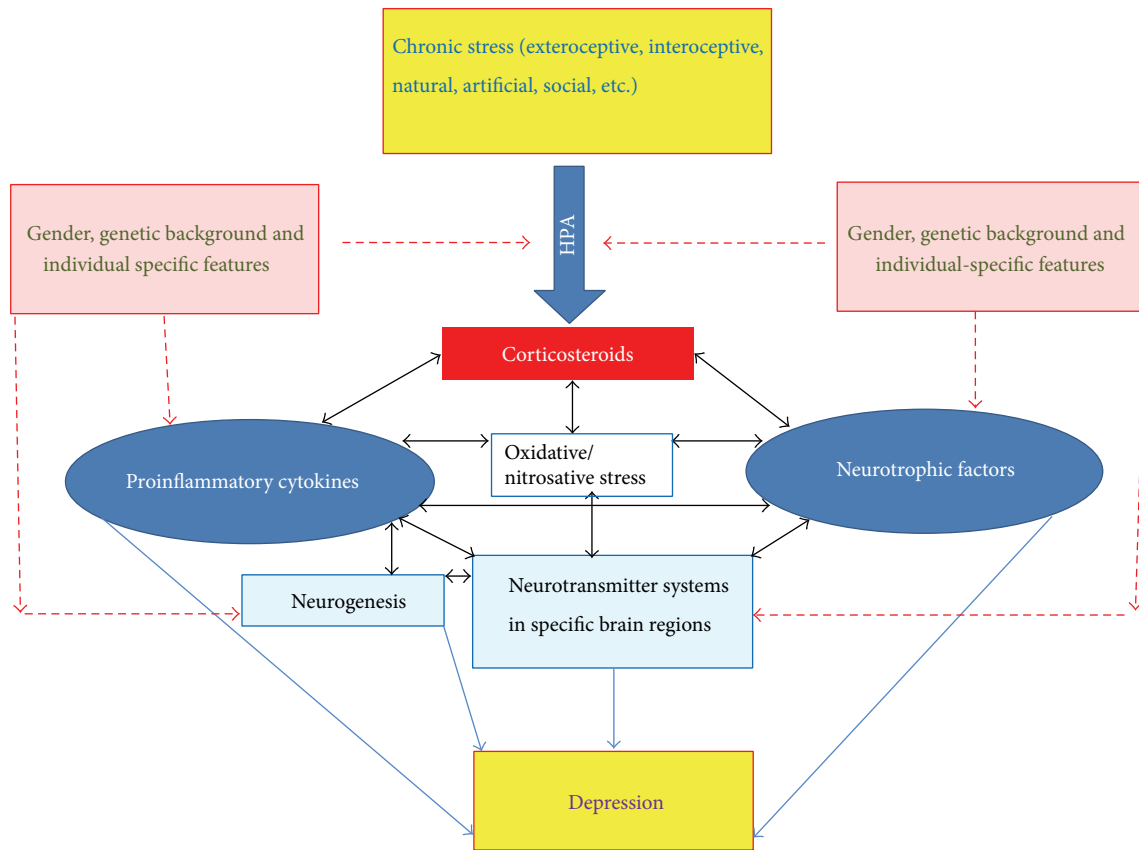 Chronic stress (exteroceptive, interoceptive,
natural, artificial, social, etc.)
HPA
Gender, genetic background and
individual specific features
Gender, genetic background and
individual-specific features
Corticosteroids
Proinflammatory cytokines
Oxidative/
nitrosative stress
Neurotrophic factors
Neurogenesis
Neurotransmitter systems
in specific brain regions
Depression